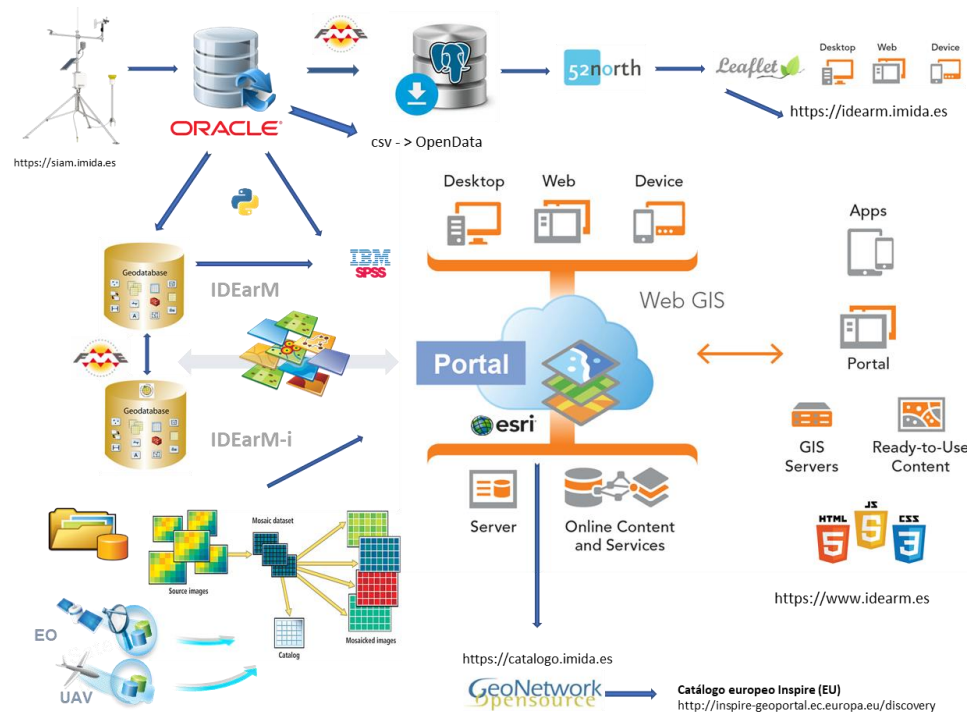 FME
52north
Leaflet
Desktop
Web
Device
https://idearm.imida.es
ORACLE®
csv - > OpenData
https://siam.imida.es
Desktop
Web
Device
Apps
IBM
SPSS
Geodatabase
IDEarM
Web GIS
FME
Portal
Portal
Geodatabase
IDEarM-i
esri
GIS
Servers
Ready-to-Use
Content
Server
Online Content
and Services
HTML
5
JS
5
CSS
3
Mosaic dataset
Source images
https://www.idearm.es
EO
Catalog
Mosaicked images
UAV
https://catalogo.imida.es
GeoNetwork
Opensource
Catálogo europeo Inspire (EU)
http://inspire-geoportal.ec.europa.eu/discovery